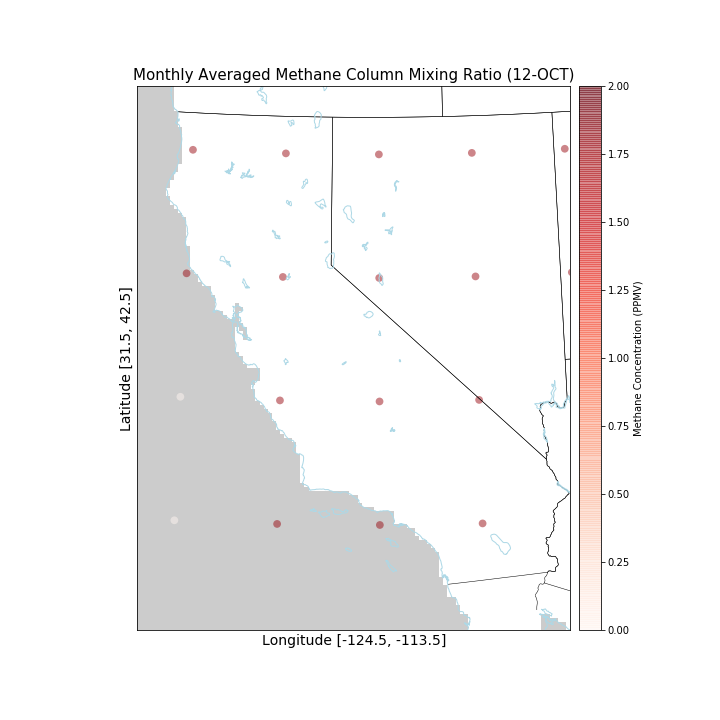 Monthly Averaged Methane Column Mixing Ratio (12-OCT)
Latitude [31.5, 42.5]
Longitude [-124.5, -113.5]
2.00
1.75
1.50
1.25
1.00
0.75
0.50
0.25
0.00
Methane Concentration (PPMV)